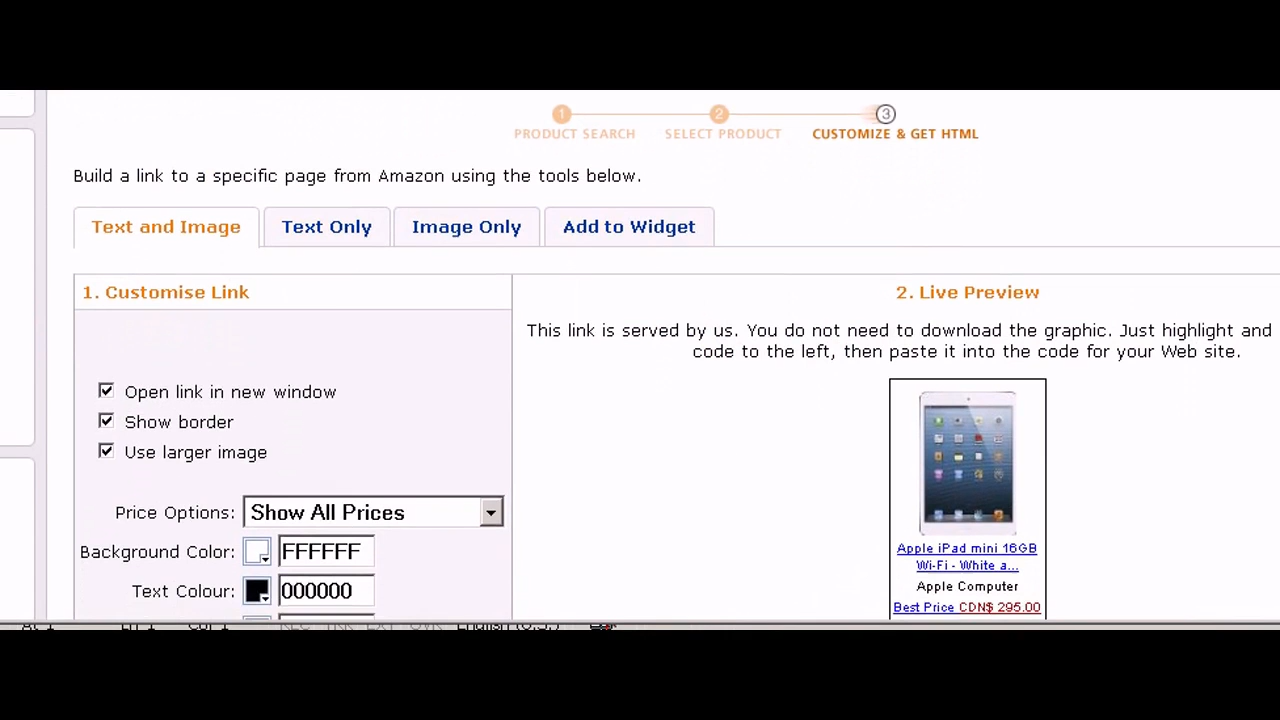 1 2 3
PRODUCT SEARCH SELECT PRODUCT CUSTOMIZE & GET HTML
Build a link to a specific page from Amazon using the tools below.
Text and Image Text Only Image Only Add to Widget
1. Customise Link
Open link in new window
Show border
Use larger image
Price Options: Show All Prices
Background Color: FFFFFF
Text Colour: 000000
2. Live Preview
This link is served by us. You do not need to download the graphic. Just highlight and
code to the left, then paste it into the code for your Web site.
Apple iPad mini 16GB
Wi-Fi - White a...
Apple Computer
Best Price CDN$ 295.00